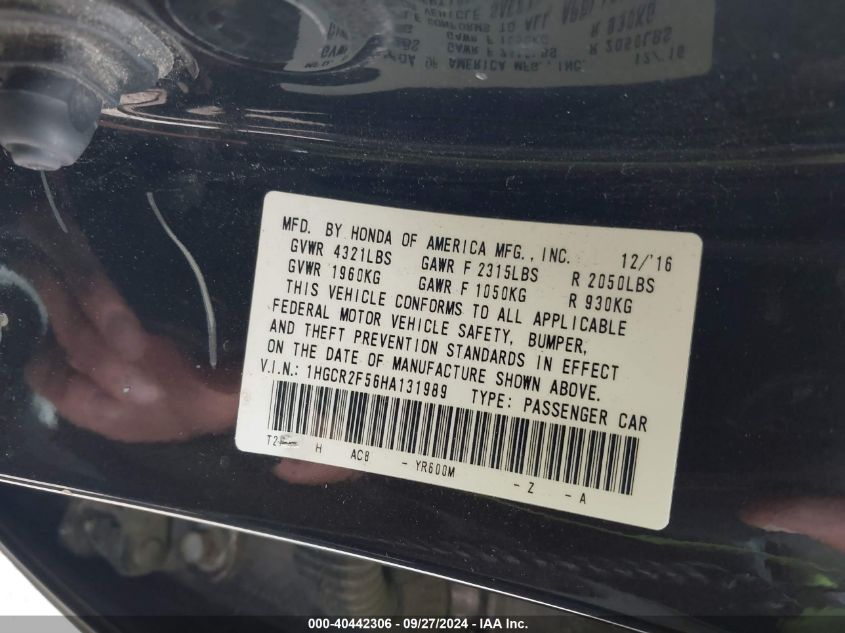 MFD. BY HONDA OF AMERICA MFG., INC. 12/'16
GVWR 4321LBS GAWR F 2315LBS R 2050LBS
GVWR 1960KG GAWR F 1050KG R 930KG
THIS VEHICLE CONFORMS TO ALL APPLICABLE
FEDERAL MOTOR VEHICLE SAFETY, BUMPER,
AND THEFT PREVENTION STANDARDS IN EFFECT
ON THE DATE OF MANUFACTURE SHOWN ABOVE.
V.I.N.: 1HGCR2F56HA131989 TYPE: PASSENGER CAR
H AC8 - YR600M - Z - A
000-40442306 - 09/27/2024 - IAA Inc.